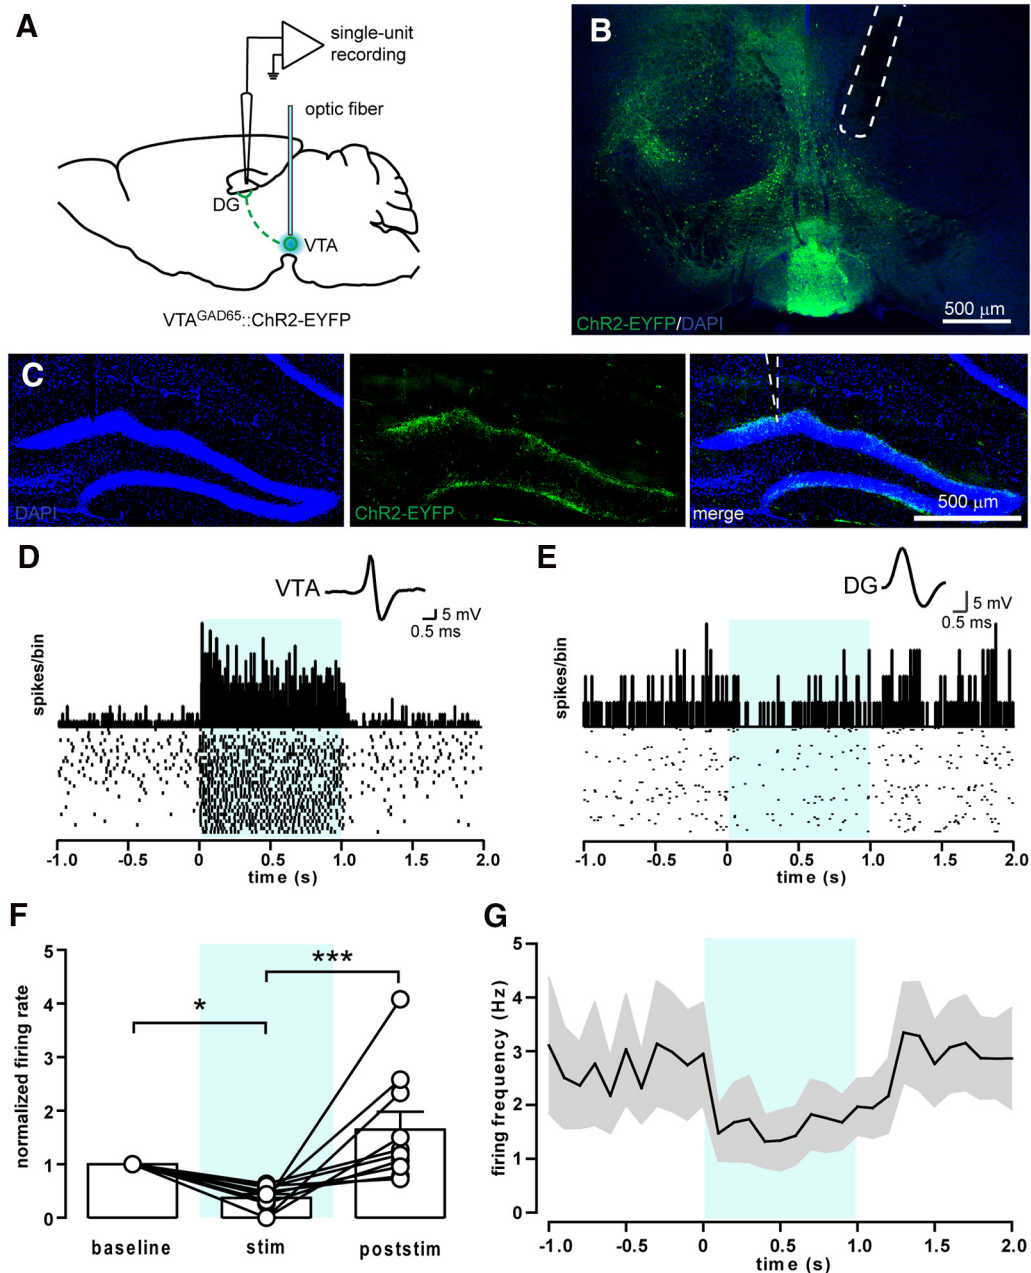 A
single-unit
recording
optic fiber
DG
VTA
VTAGAD65::ChR2-EYFP
B
ChR2-EYFP/DAPI
500 μm
C
DAPI
ChR2-EYFP
merge
500 μm
D
VTA
5 mV
0.5 ms
spikes/bin
-1.0 -0.5 0 0.5 1.0 1.5 2.0
time (s)
E
DG
5 mV
0.5 ms
spikes/bin
-1.0 -0.5 0 0.5 1.0 1.5 2.0
time (s)
F
normalized firing rate
5
4
3
2
1
0
*
***
baseline stim poststim
G
firing frequency (Hz)
5
4
3
2
1
0
-1.0 -0.5 0 0.5 1.0 1.5 2.0
time (s)